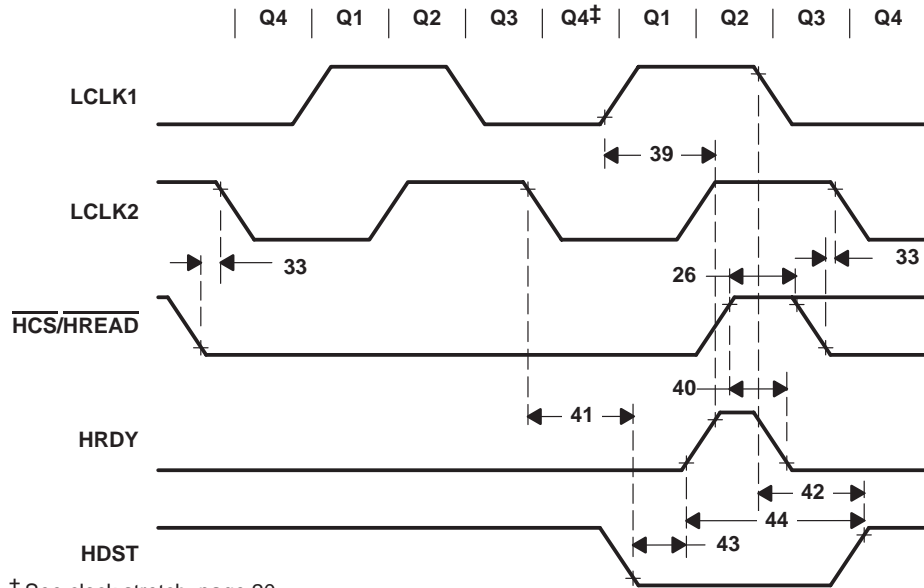 Q4 Q1 Q2 Q3 Q4‡ Q1 Q2 Q3 Q4
LCLK1
39
LCLK2
33
33
26
HCS/HREAD
40
41
HRDY
42
44
43
HDST
‡ See clock stretch, page 20